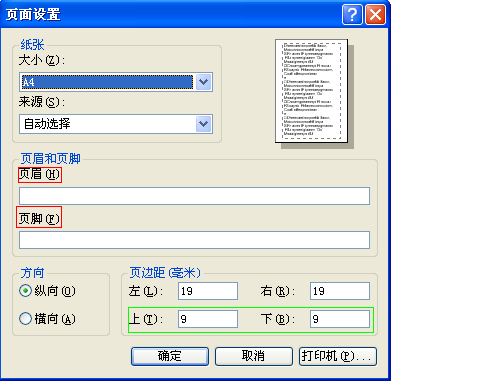 页面设置
纸张
大小(Z):
A4
来源(S):
自动选择
页眉和页脚
页眉(H)
页脚(F)
方向
纵向(O)
横向(A)
页边距(毫米)
左(L): 19 右(R): 19
上(T): 9 下(B): 9
确定 取消 打印机(P)...